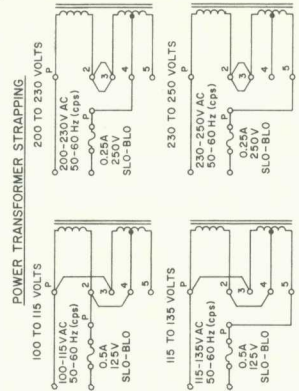 POWER TRANSFORMER STRAPPING
100 TO 115 VOLTS
P
100-115V AC
50-60 Hz (cps)
P
0.5A
125V
SLO-BLO
2
3
4
5
200 TO 230 VOLTS
P
200-230V AC
50-60 Hz (cps)
P
0.25A
250V
SLO-BLO
2
3
4
5
115 TO 135 VOLTS
P
115-135V AC
50-60 Hz (cps)
P
0.5A
125V
SLO-BLO
2
3
4
5
230 TO 250 VOLTS
P
230-250V AC
50-60 Hz (cps)
P
0.25A
250V
SLO-BLO
2
3
4
5